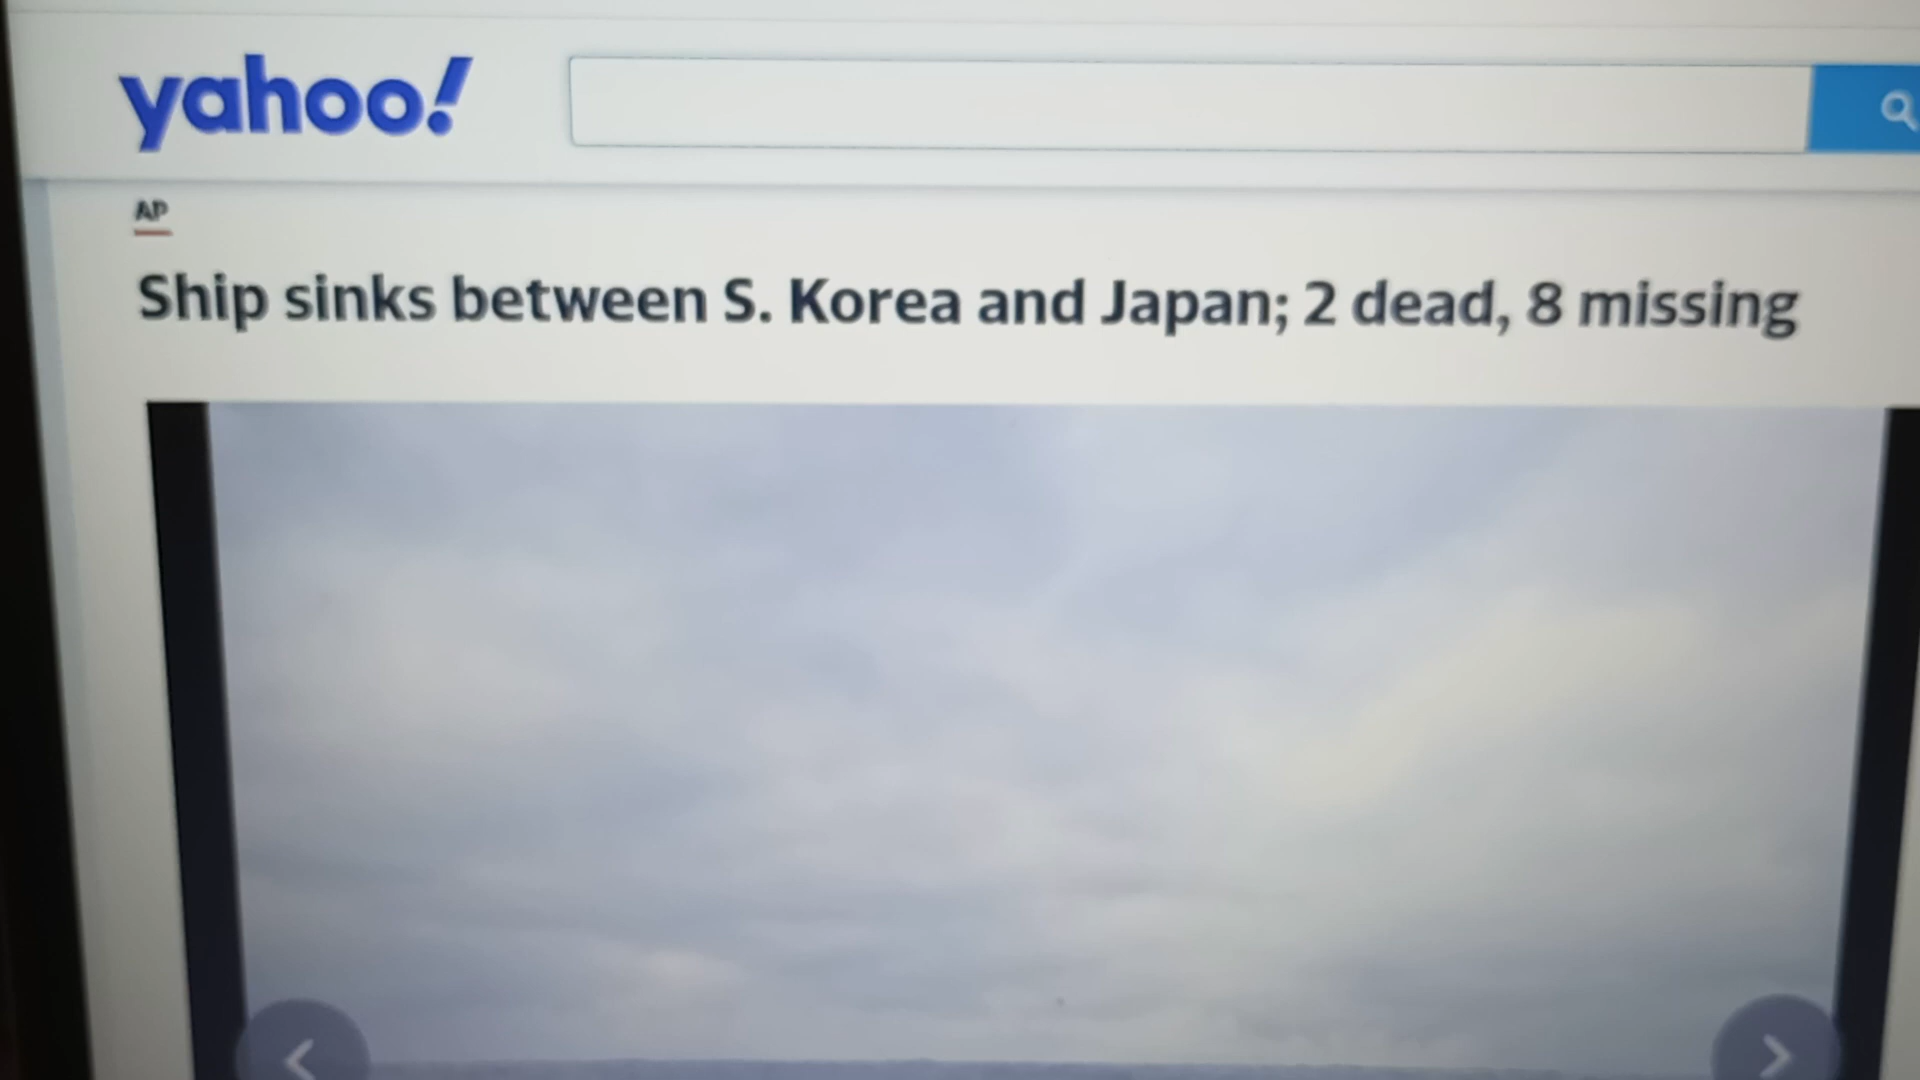 yahoo!
AP
Ship sinks between S. Korea and Japan; 2 dead, 8 missing